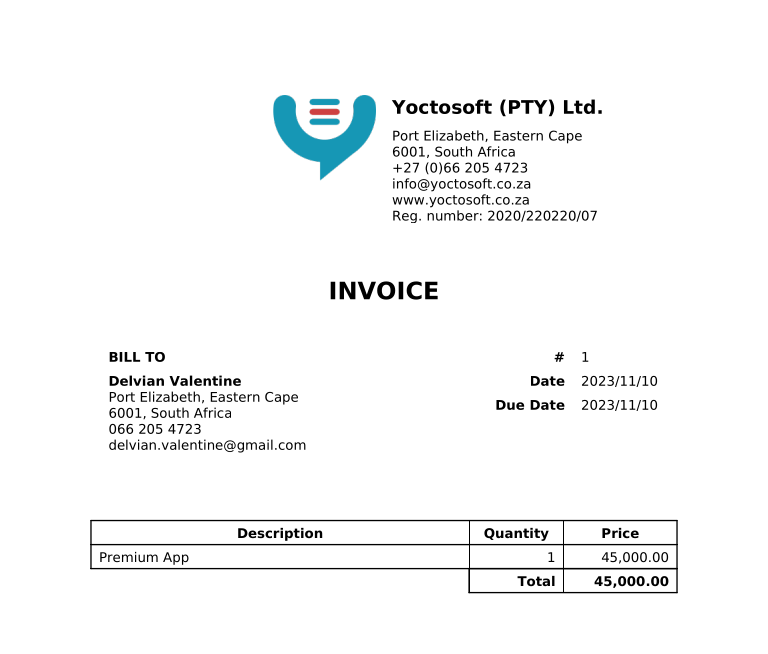 Yoctosoft (PTY) Ltd.
Port Elizabeth, Eastern Cape
6001, South Africa
+27 (0)66 205 4723
info@yoctosoft.co.za
www.yoctosoft.co.za
Reg. number: 2020/220220/07
INVOICE
BILL TO
Delvian Valentine
Port Elizabeth, Eastern Cape
6001, South Africa
066 205 4723
delvian.valentine@gmail.com
# 1
Date 2023/11/10
Due Date 2023/11/10
Description Quantity Price
Premium App 1 45,000.00
Total 45,000.00